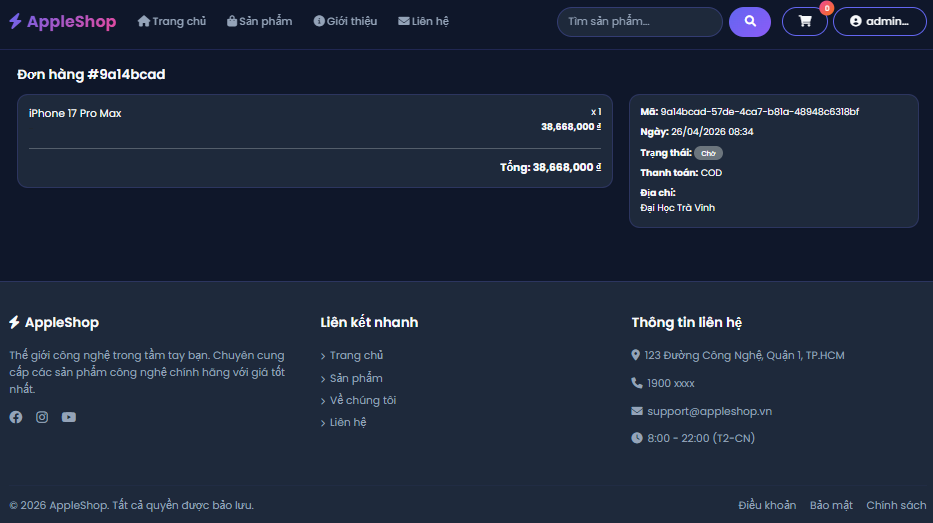 AppleShop
Trang chủ
Sản phẩm
Giới thiệu
Liên hệ
Tìm sản phẩm...
0
admin...
Đơn hàng #9a14bcad
iPhone 17 Pro Max
x 1
38,668,000 ₫
Tổng: 38,668,000 ₫
Mã: 9a14bcad-57de-4ca7-b81a-48948c6318bf
Ngày: 26/04/2026 08:34
Trạng thái: Chờ
Thanh toán: COD
Địa chỉ:
Đại Học Trà Vinh
AppleShop
Thế giới công nghệ trong tầm tay bạn. Chuyên cung
cấp các sản phẩm công nghệ chính hãng với giá tốt
nhất.
Liên kết nhanh
Trang chủ
Sản phẩm
Về chúng tôi
Liên hệ
Thông tin liên hệ
123 Đường Công Nghệ, Quận 1, TP.HCM
1900 xxxx
support@appleshop.vn
8:00 - 22:00 (T2-CN)
© 2026 AppleShop. Tất cả quyền được bảo lưu.
Điều khoản
Bảo mật
Chính sách